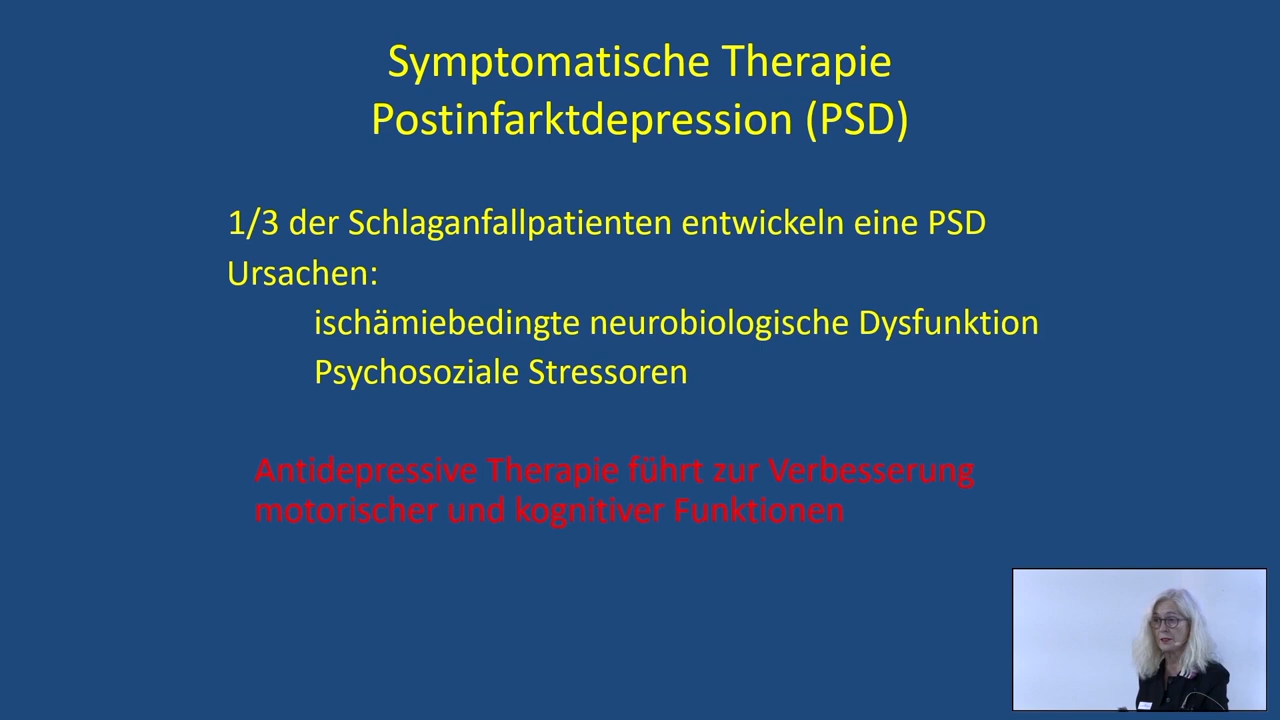 Symptomatische Therapie
Postinfarktdepression (PSD)
1/3 der Schlaganfallpatienten entwickeln eine PSD
Ursachen:
ischämiebedingte neurobiologische Dysfunktion
Psychosoziale Stressoren
Antidepressive Therapie führt zur Verbesserung
motorischer und kognitiver Funktionen